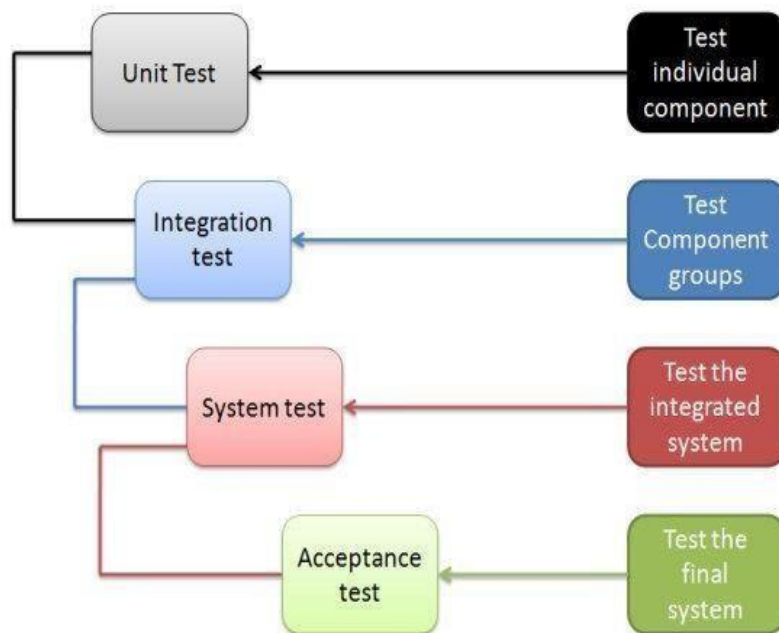 Unit Test
Test
individual
component
Integration
test
Test
Component
groups
System test
Test the
integrated
system
Acceptance
test
Test the
final
system